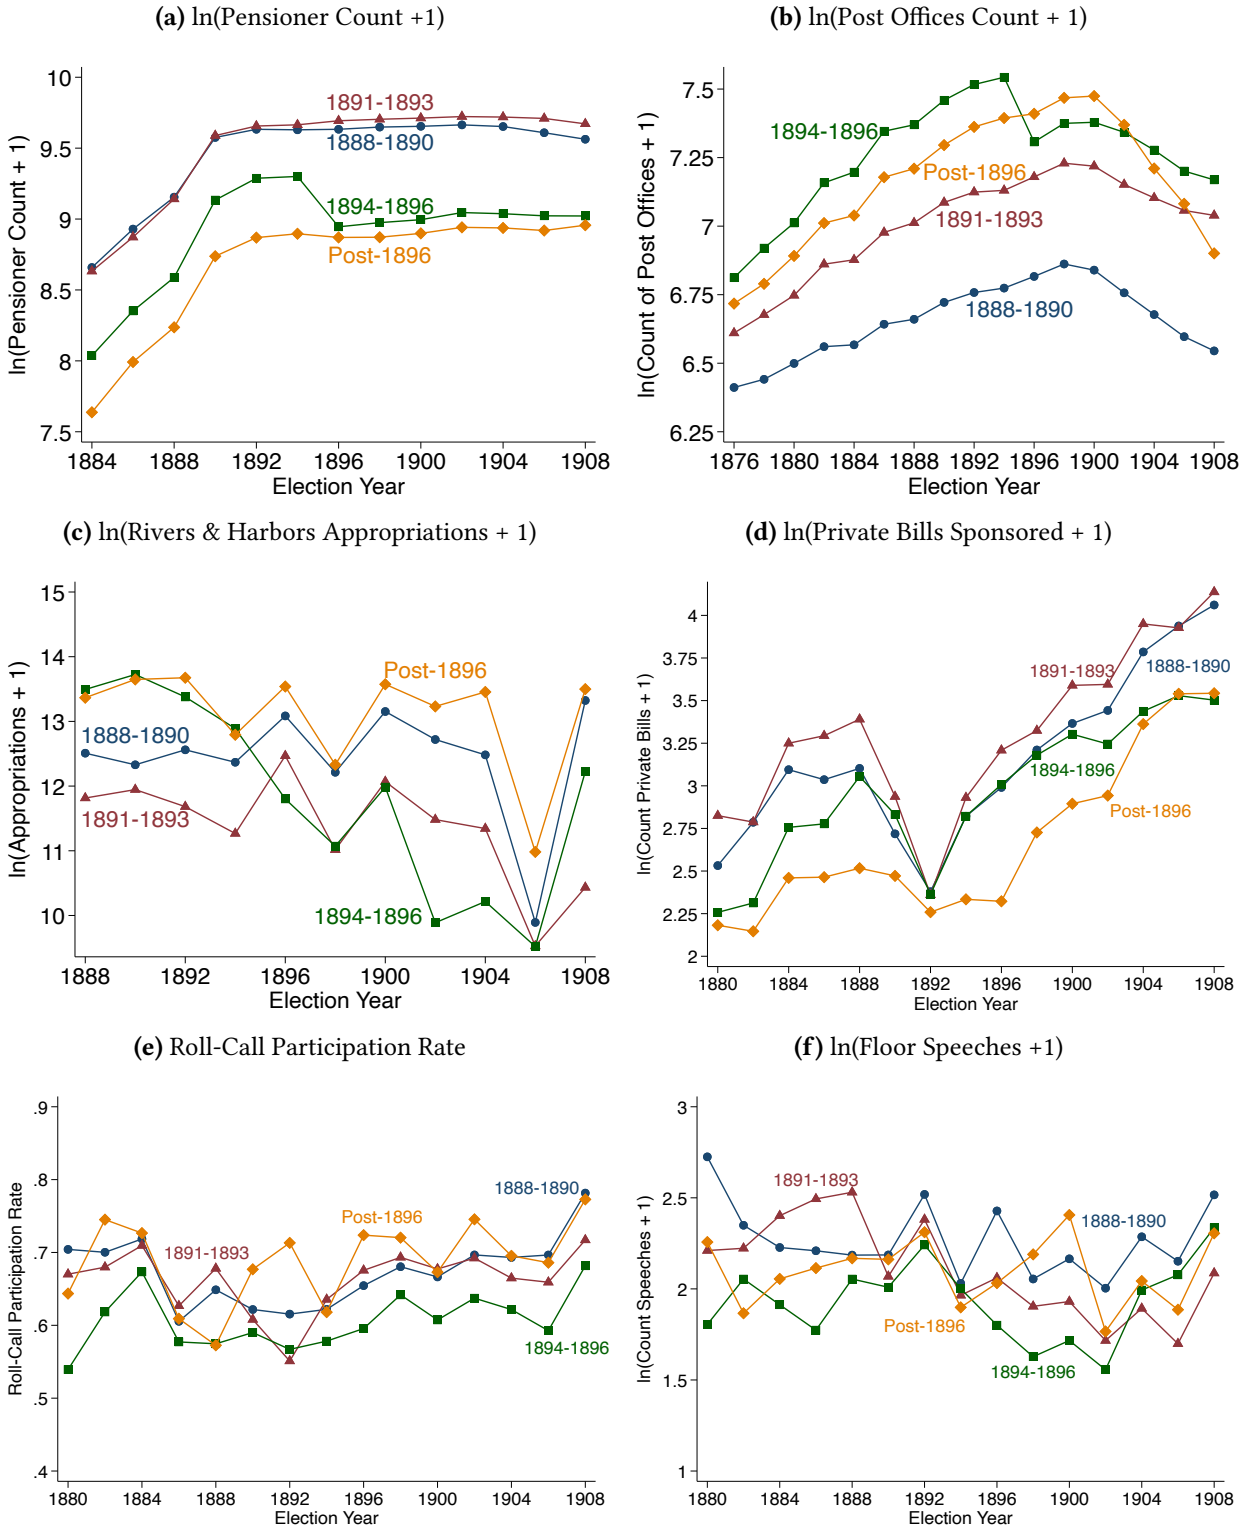 (a) ln(Pensioner Count +1)
ln(Pensioner Count + 1)
10
9.5
9
8.5
8
7.5
1891-1893
1888-1890
1894-1896
Post-1896
1884 1888 1892 1896 1900 1904 1908
Election Year
(b) ln(Post Offices Count + 1)
ln(Count of Post Offices + 1)
7.5
7.25
7
6.75
6.5
6.25
1894-1896
Post-1896
1891-1893
1888-1890
1876 1880 1884 1888 1892 1896 1900 1904 1908
Election Year
(c) ln(Rivers & Harbors Appropriations + 1)
ln(Appropriations + 1)
15
14
13
12
11
10
Post-1896
1888-1890
1891-1893
1894-1896
1888 1892 1896 1900 1904 1908
Election Year
(d) ln(Private Bills Sponsored + 1)
ln(Count Private Bills + 1)
4
3.75
3.5
3.25
3
2.75
2.5
2.25
2
1891-1893
1888-1890
1894-1896
Post-1896
1880 1884 1888 1892 1896 1900 1904 1908
Election Year
(e) Roll-Call Participation Rate
Roll-Call Participation Rate
.9
.8
.7
.6
.5
.4
1888-1890
Post-1896
1891-1893
1894-1896
1880 1884 1888 1892 1896 1900 1904 1908
Election Year
(f) ln(Floor Speeches +1)
ln(Count Speeches + 1)
3
2.5
2
1.5
1
1891-1893
1888-1890
Post-1896
1894-1896
1880 1884 1888 1892 1896 1900 1904 1908
Election Year